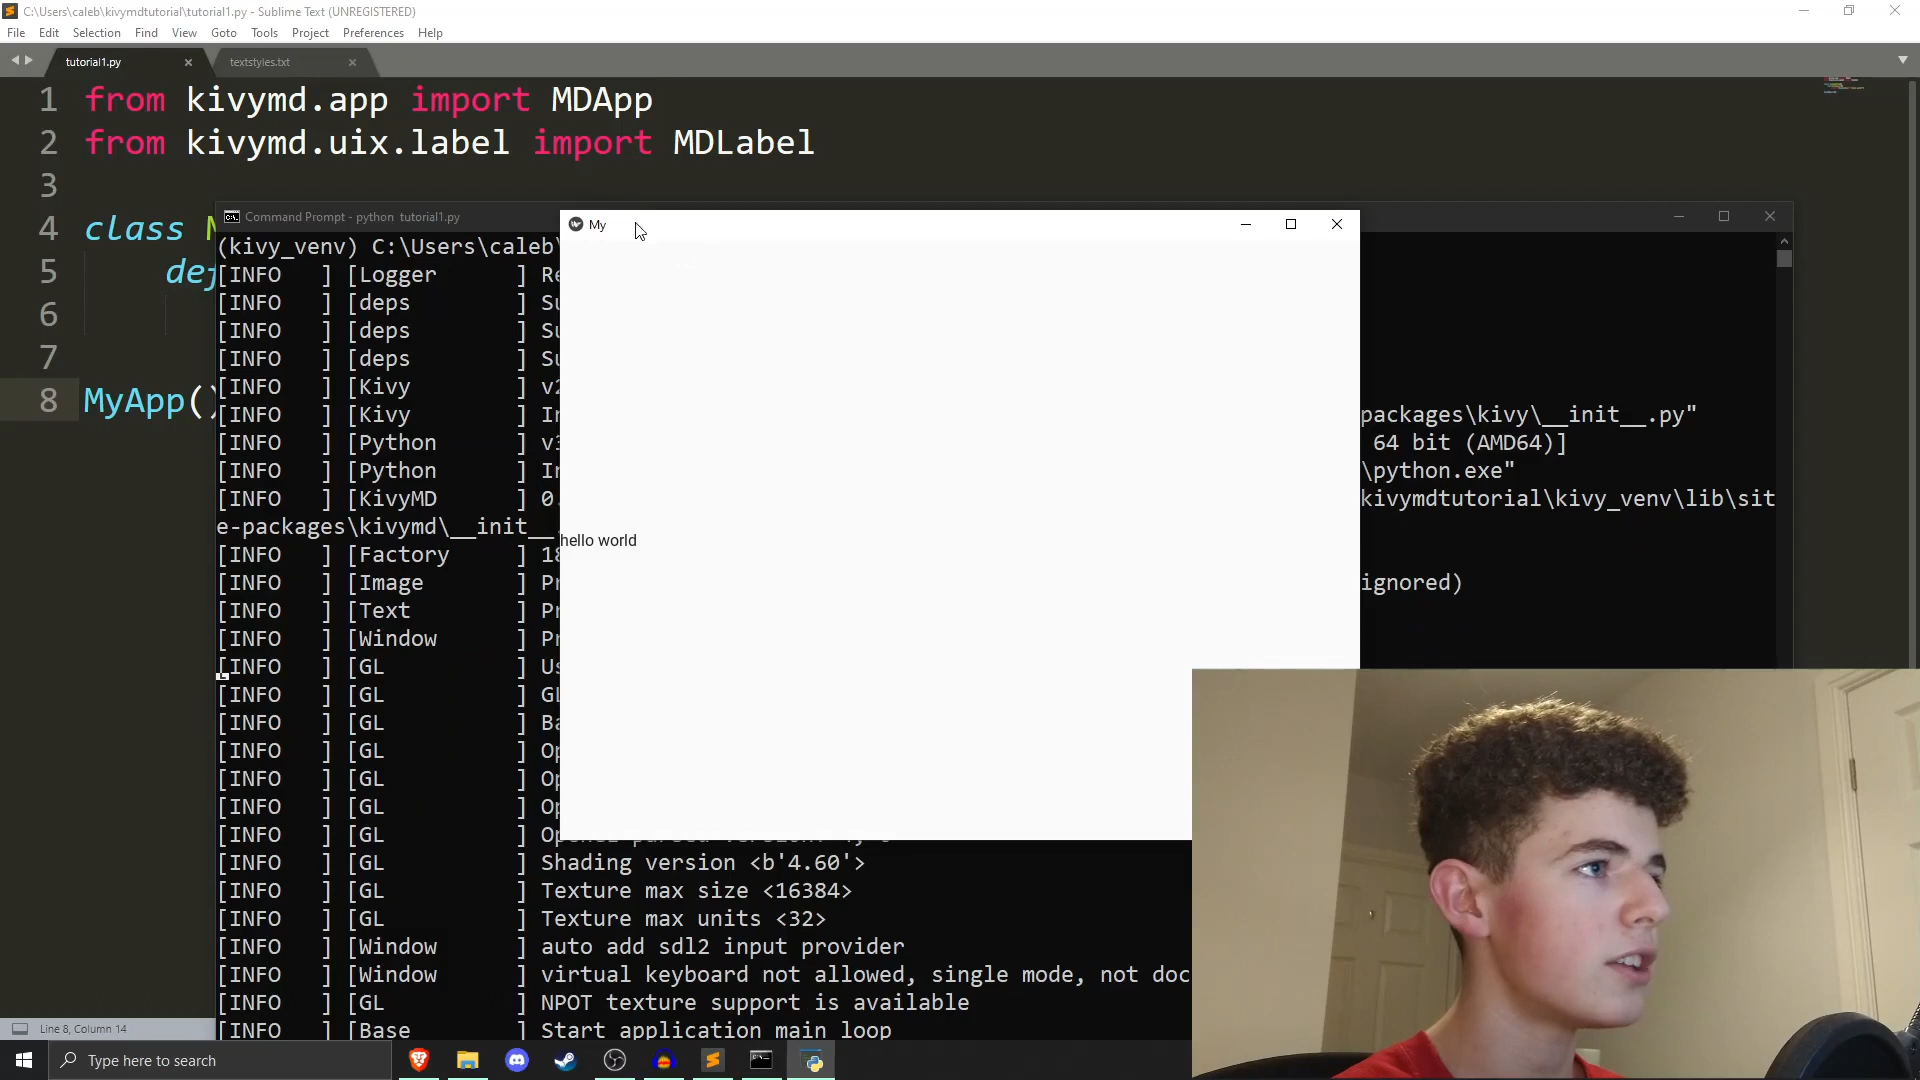 C:\Users\caleb\kivymdtutorial\tutorial1.py - Sublime Text (UNREGISTERED)
File Edit Selection Find View Goto Tools Project Preferences Help
tutorial1.py
textstyles.txt
1 from kivymd.app import MDApp
2 from kivymd.uix.label import MDLabel
3
4 class
5 def
6
7
8 MyApp()
Command Prompt - python tutorial1.py
(kivy_venv) C:\Users\caleb\
[INFO ] [Logger ]
[INFO ] [deps ]
[INFO ] [deps ]
[INFO ] [deps ]
[INFO ] [Kivy ]
[INFO ] [Kivy ] packages\kivy\__init__.py"
[INFO ] [Python ] 64 bit (AMD64)]
[INFO ] [Python ] \python.exe"
[INFO ] [KivyMD ] 0. kivymdtutorial\kivy_venv\lib\sit
e-packages\kivymd\__init__
[INFO ] [Factory ]
[INFO ] [Image ] ignored)
[INFO ] [Text ]
[INFO ] [Window ]
[INFO ] [GL ]
[INFO ] [GL ]
[INFO ] [GL ]
[INFO ] [GL ]
[INFO ] [GL ]
[INFO ] [GL ]
[INFO ] [GL ]
[INFO ] [GL ] Shading version <b'4.60'>
[INFO ] [GL ] Texture max size <16384>
[INFO ] [GL ] Texture max units <32>
[INFO ] [Window ] auto add sdl2 input provider
[INFO ] [Window ] virtual keyboard not allowed, single mode, not doc
[INFO ] [GL ] NPOT texture support is available
[INFO ] [Base ] Start application main loop
My
hello world
Line 8, Column 14
Type here to search